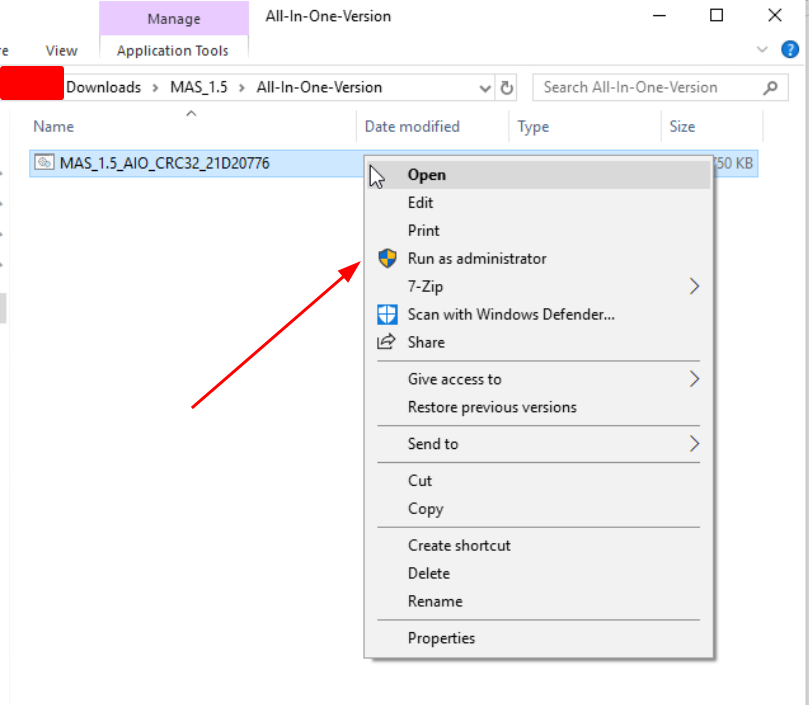 Manage
All-In-One-Version
re
View
Application Tools
?
Downloads > MAS_1.5 > All-In-One-Version
Search All-In-One-Version
Name
Date modified
Type
Size
MAS_1.5_AIO_CRC32_21D20776
50 KB
Open
Edit
Print
Run as administrator
7-Zip
Scan with Windows Defender...
Share
Give access to
Restore previous versions
Send to
Cut
Copy
Create shortcut
Delete
Rename
Properties